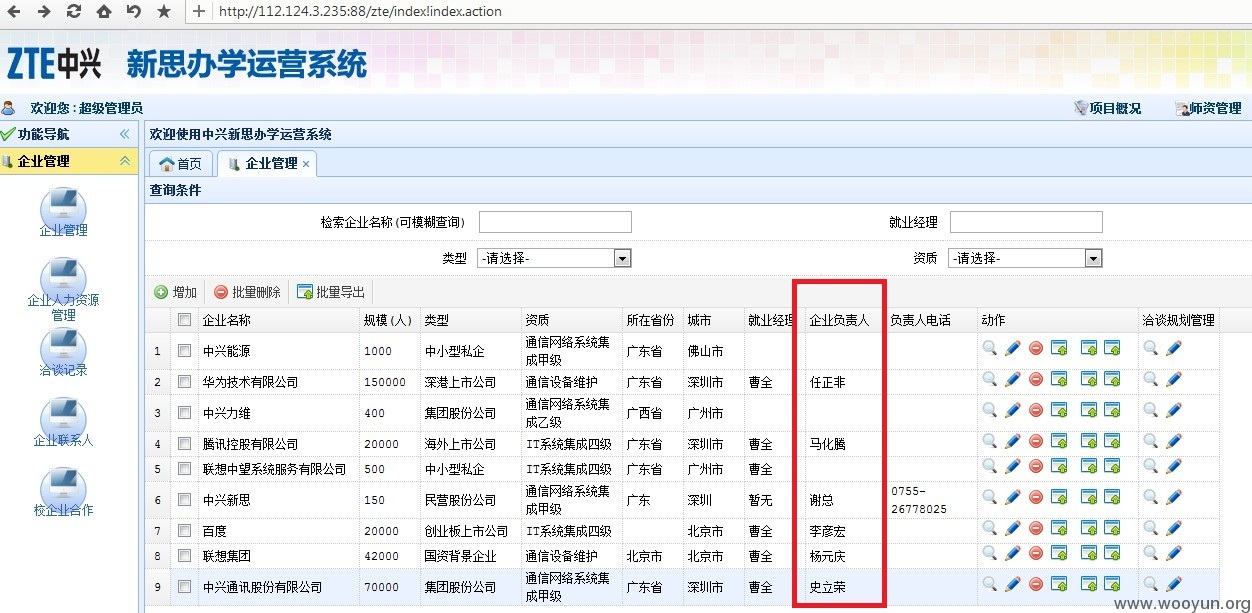 http://112.124.3.235:88/zte/index!index.action
ZTE中兴 新思办学运营系统
欢迎您:超级管理员 项目概况 师资管理
功能导航 欢迎使用中兴新思办学运营系统
企业管理 首页 企业管理
查询条件
企业管理
企业人力资源
管理
洽谈记录
企业联系人
校企业合作
检索企业名称(可模糊查询) 就业经理
类型 -请选择- 资质 -请选择-
增加 批量删除 批量导出
企业名称 规模(人) 类型 资质 所在省份 城市 就业经理 企业负责人 负责人电话 动作 洽谈规划管理
1 中兴能源 1000 中小型私企 通信网络系统集 广东省 佛山市
成甲级
2 华为技术有限公司 150000 深港上市公司 通信设备维护 广东省 深圳市 曹全 任正非
3 中兴力维 400 集团股份公司 通信网络系统集 广西省 广州市
成乙级
4 腾讯控股有限公司 20000 海外上市公司 IT系统集成四级 广东省 深圳市 曹全 马化腾
5 联想中望系统服务有限公司 500 中小型私企 IT系统集成四级 广东省 广州市 曹全
6 中兴新思 150 民营股份公司 通信网络系统集 广东 深圳 暂无 谢总 0755-
成甲级 26778025
7 百度 20000 创业板上市公司 IT系统集成四级 北京市 曹全 李彦宏
8 联想集团 42000 国资背景企业 通信设备维护 北京市 北京市 曹全 杨元庆
9 中兴通讯股份有限公司 70000 集团股份公司 通信网络系统集 广东省 深圳市 曹全 史立荣
成甲级
www.wooyun.org